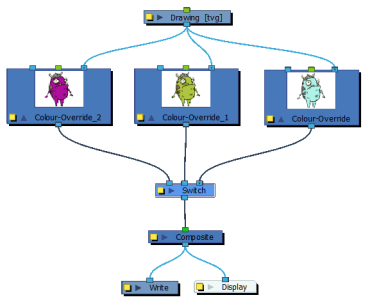 Drawing [tvg]
Colour-Override_2
Colour-Override_1
Colour-Override
Switch
Composite
Write
Display